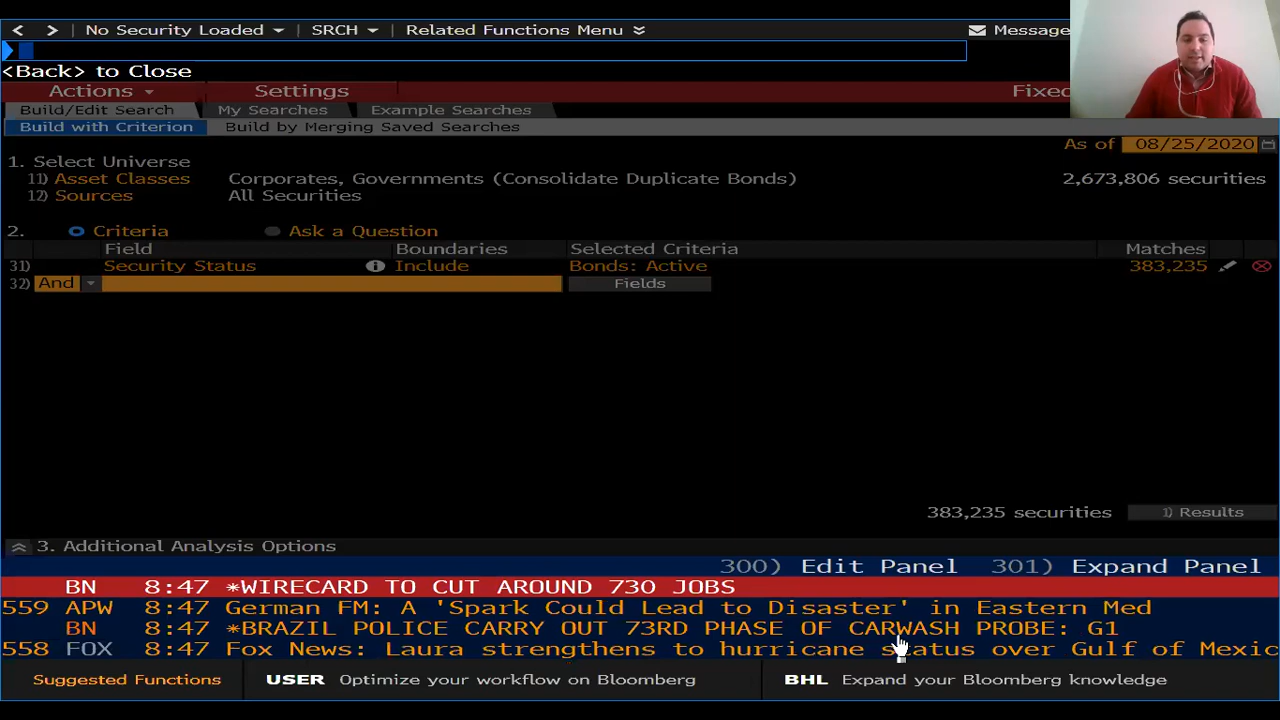 No Security Loaded SRCH Related Functions Menu Message
<Back> to Close
Actions Settings Fixed
Build/Edit Search My Searches Example Searches
Build with Criterion Build by Merging Saved Searches
As of 08/25/2020
1. Select Universe
11) Asset Classes Corporates, Governments (Consolidate Duplicate Bonds) 2,673,806 securities
12) Sources All Securities
2. Criteria Ask a Question
Field Boundaries Selected Criteria Matches
31) Security Status Include Bonds: Active 383,235
32) And Fields
383,235 securities 1) Results
3. Additional Analysis Options
300) Edit Panel 301) Expand Panel
BN 8:47 *WIRECARD TO CUT AROUND 730 JOBS
559 APW 8:47 German FM: A 'Spark Could Lead to Disaster' in Eastern Med
BN 8:47 *BRAZIL POLICE CARRY OUT 73RD PHASE OF CARWASH PROBE: G1
558 FOX 8:47 Fox News: Laura strengthens to hurricane status over Gulf of Mexic
Suggested Functions USER Optimize your workflow on Bloomberg BHL Expand your Bloomberg knowledge